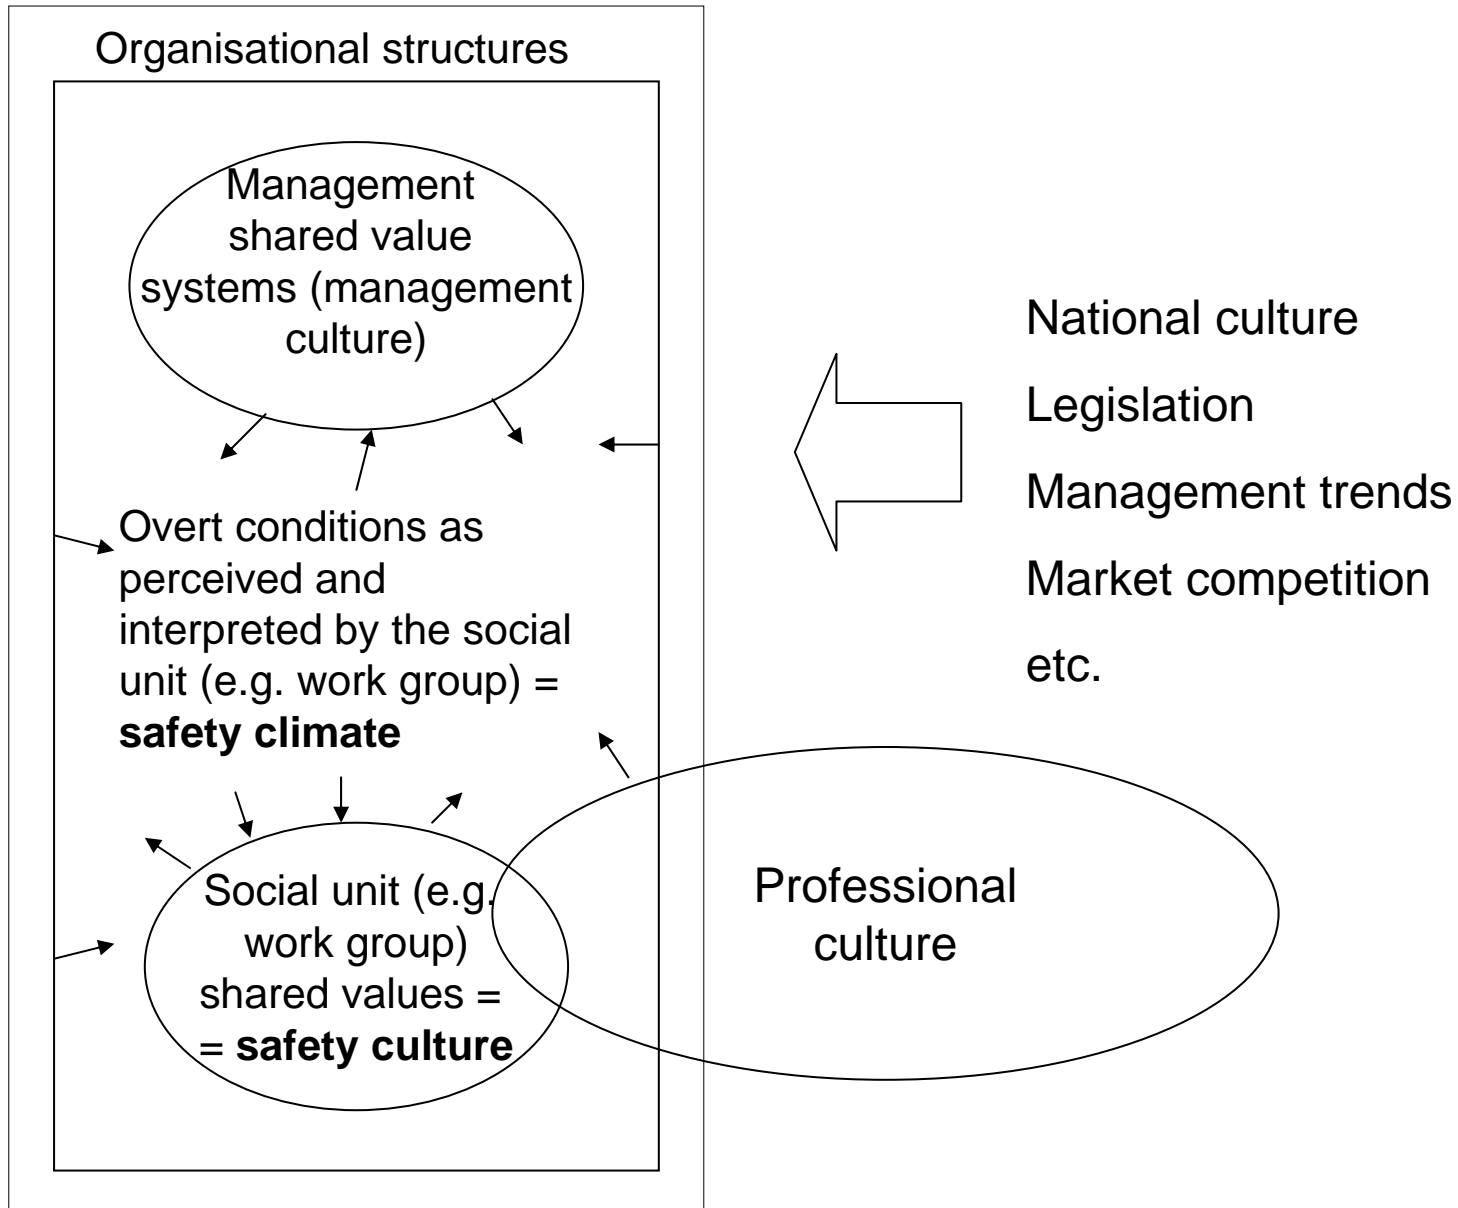 Organisational structures
Management
shared value
systems (management
culture)
Overt conditions as
perceived and
interpreted by the social
unit (e.g. work group) =
safety climate
Social unit (e.g.
work group)
shared values =
= safety culture
National culture
Legislation
Management trends
Market competition
etc.
Professional
culture